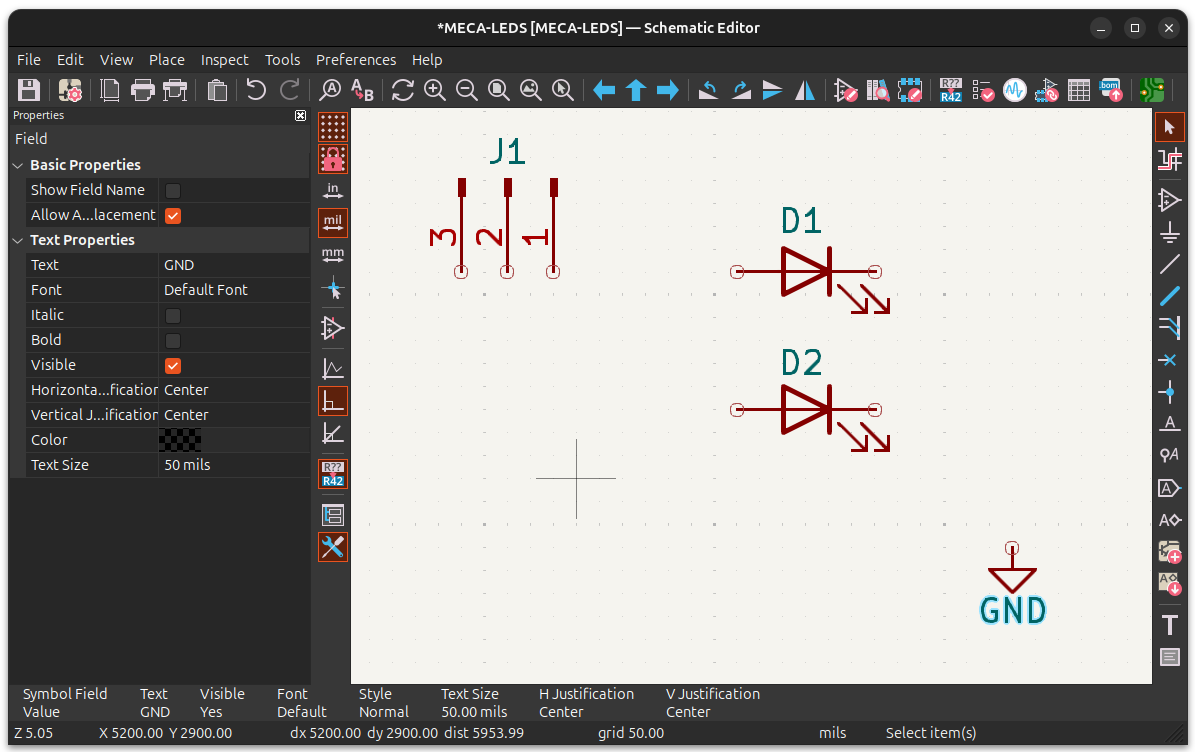 *MECA-LEDS [MECA-LEDS] — Schematic Editor
File Edit View Place Inspect Tools Preferences Help
A
A B
R??
R42
.bom
Properties
Field
Basic Properties
Show Field Name
Allow A...lacement
Text Properties
Text GND
Font Default Font
Italic
Bold
Visible
Horizonta...fication Center
Vertical J...ification Center
Color
Text Size 50 mils
in
mil
mm
R??
R42
J1
3 2 1
D1
D2
GND
A
A
A
A
A
T
Symbol Field Text Visible Font Style Text Size H Justification V Justification
Value GND Yes Default Normal 50.00 mils Center Center
Z 5.05 X 5200.00 Y 2900.00 dx 5200.00 dy 2900.00 dist 5953.99 grid 50.00 mils Select item(s)